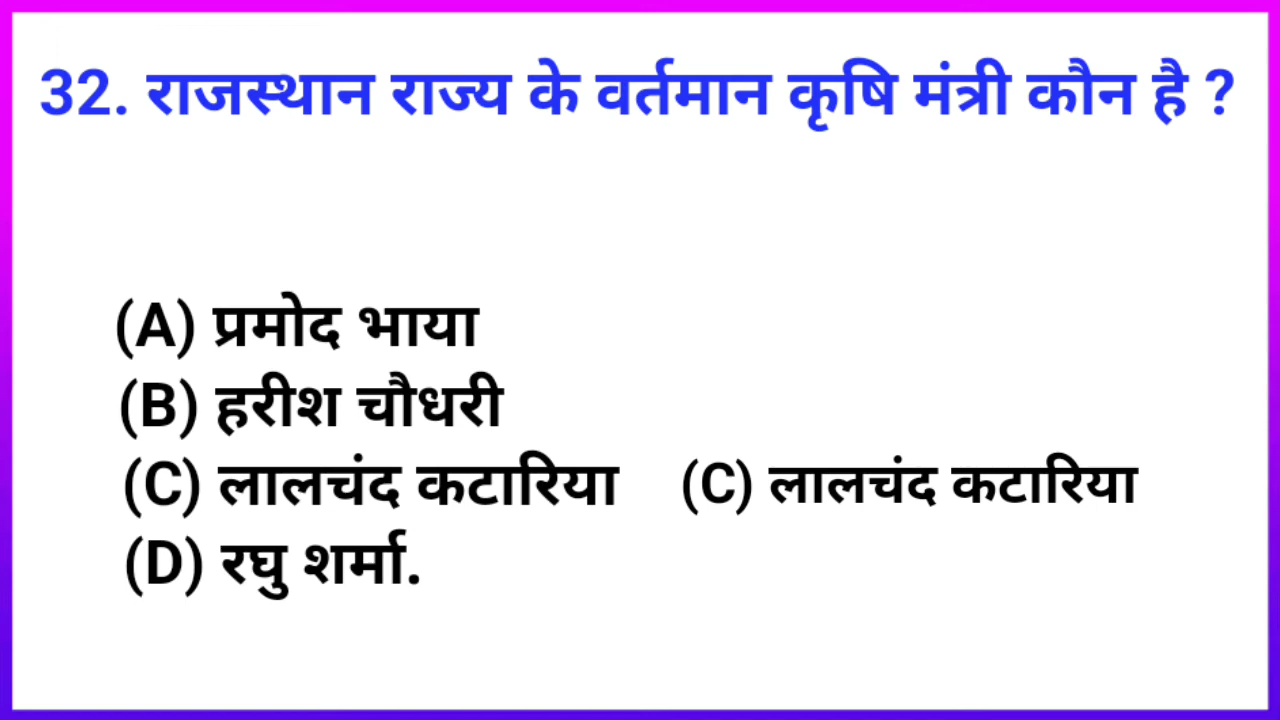 32. राजस्थान राज्य के वर्तमान कृषि मंत्री कौन है ?
(A) प्रमोद भाया
(B) हरीश चौधरी
(C) लालचंद कटारिया (C) लालचंद कटारिया
(D) रघु शर्मा.